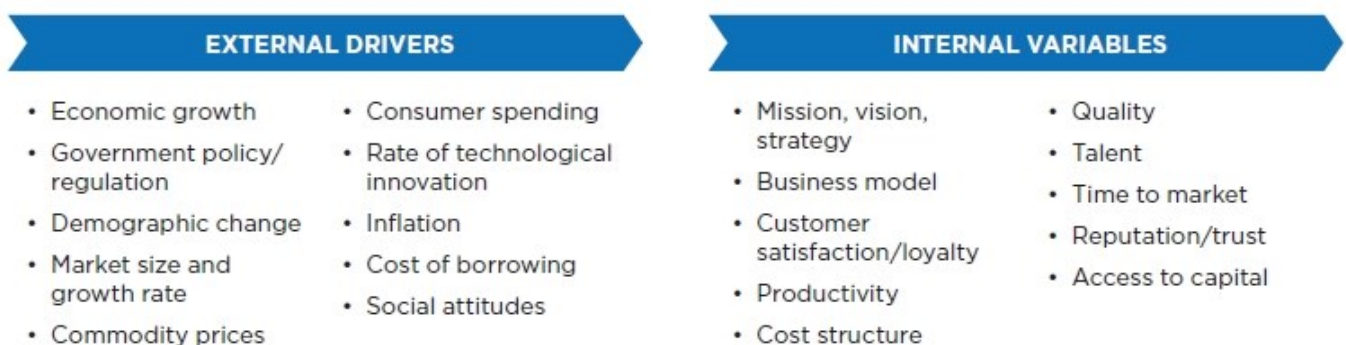 EXTERNAL DRIVERS
• Economic growth
• Government policy/
regulation
• Demographic change
• Market size and
growth rate
• Commodity prices
• Consumer spending
• Rate of technological
innovation
• Inflation
• Cost of borrowing
• Social attitudes
INTERNAL VARIABLES
• Mission, vision,
strategy
• Business model
• Customer
satisfaction/loyalty
• Productivity
• Cost structure
• Quality
• Talent
• Time to market
• Reputation/trust
• Access to capital